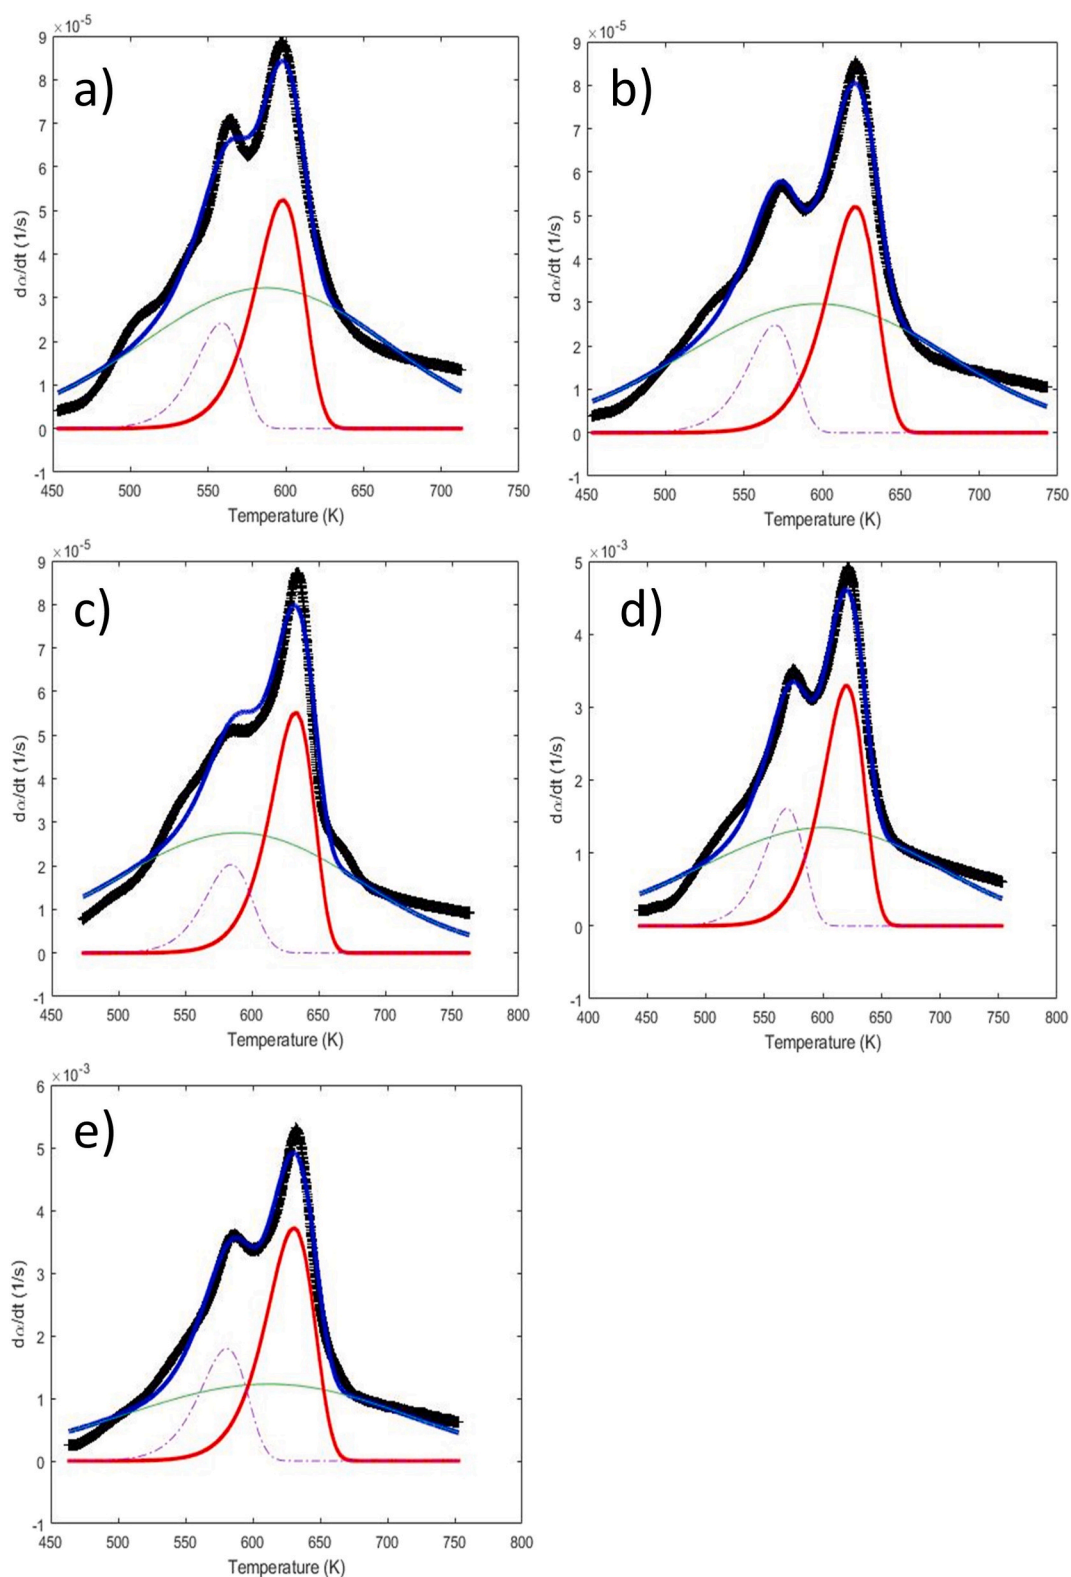 ×10⁻⁵
a)
9
8
7
6
5
4
3
2
1
0
-1
dα/dt (1/s)
450 500 550 600 650 700 750
Temperature (K)
×10⁻⁵
b)
9
8
7
6
5
4
3
2
1
0
-1
dα/dt (1/s)
450 500 550 600 650 700 750
Temperature (K)
×10⁻⁵
c)
9
8
7
6
5
4
3
2
1
0
-1
dα/dt (1/s)
450 500 550 600 650 700 750 800
Temperature (K)
×10⁻³
d)
5
4
3
2
1
0
-1
dα/dt (1/s)
400 450 500 550 600 650 700 750 800
Temperature (K)
×10⁻³
e)
6
5
4
3
2
1
0
-1
dα/dt (1/s)
450 500 550 600 650 700 750 800
Temperature (K)